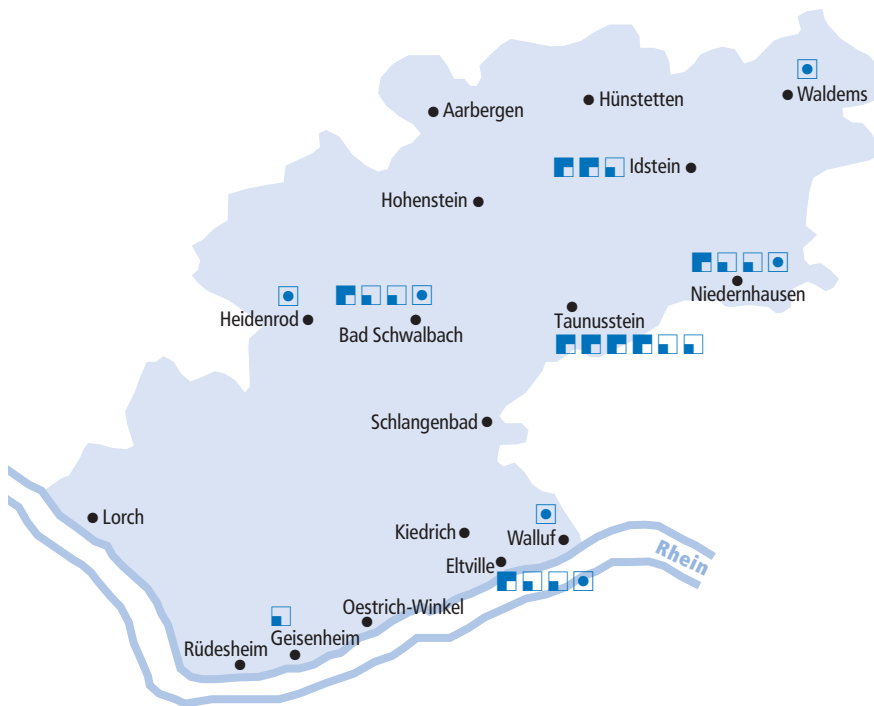 Waldems
Hünstetten
Aarbergen
Idstein
Hohenstein
Niedernhausen
Heidenrod
Bad Schwalbach
Taunusstein
Schlangenbad
Lorch
Kiedrich
Walluf
Rhein
Eltville
Oestrich-Winkel
Geisenheim
Rüdesheim